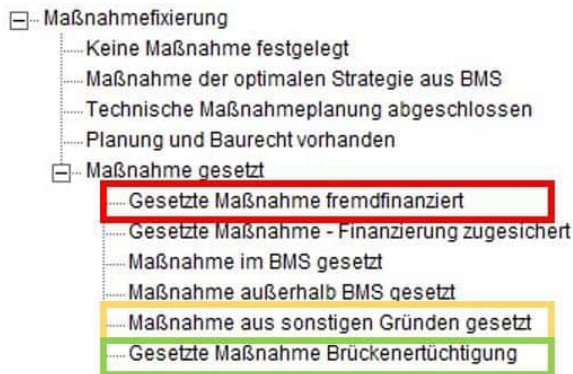 Maßnahmefixierung
Keine Maßnahme festgelegt
Maßnahme der optimalen Strategie aus BMS
Technische Maßnahmeplanung abgeschlossen
Planung und Baurecht vorhanden
Maßnahme gesetzt
Gesetzte Maßnahme fremdfinanziert
Gesetzte Maßnahme - Finanzierung zugesichert
Maßnahme im BMS gesetzt
Maßnahme außerhalb BMS gesetzt
Maßnahme aus sonstigen Gründen gesetzt
Gesetzte Maßnahme Brückenertüchtigung